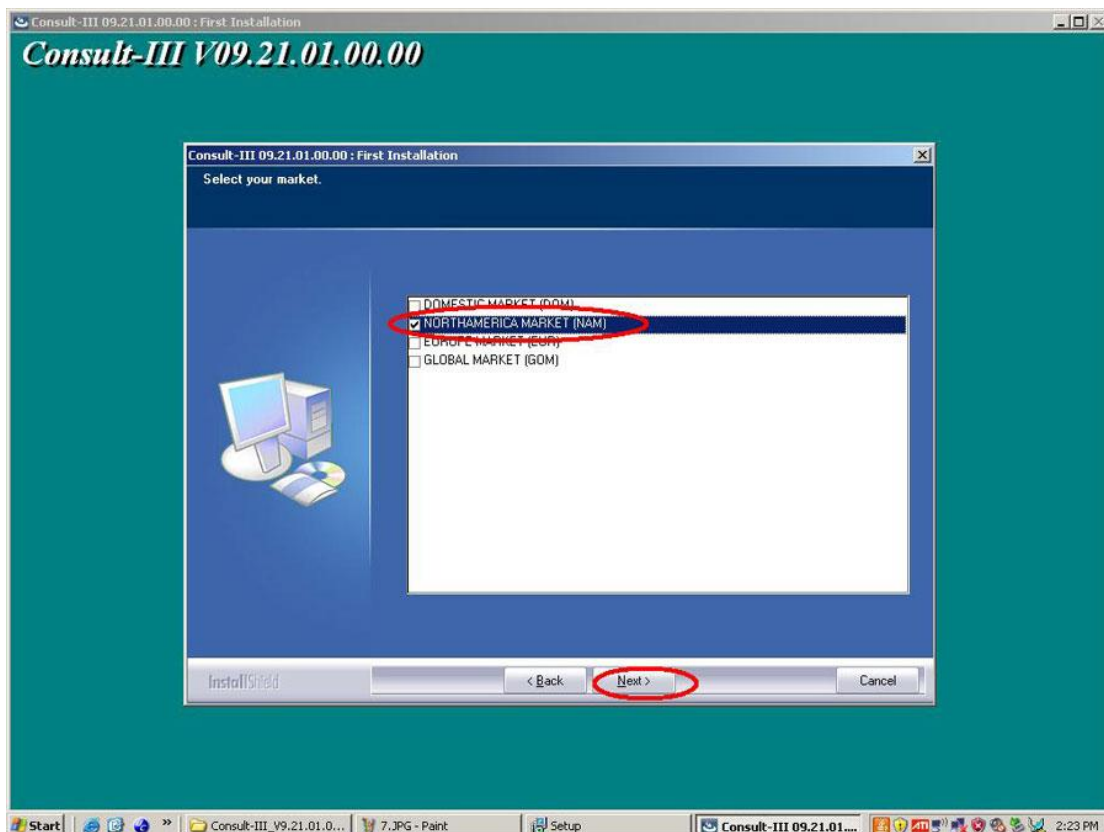 Consult-III 09.21.01.00.00 : First Installation
Consult-III V09.21.01.00.00
Consult-III 09.21.01.00.00 : First Installation
Select your market.
DOMESTIC MARKET (DOM)
NORTHAMERICA MARKET (NAM)
EUROPE MARKET (EUR)
GLOBAL MARKET (GOM)
InstallShield
< Back
Next >
Cancel
Start
»
Consult-III_V9.21.01.0...
7.JPG - Paint
Setup
Consult-III 09.21.01....
ATI
2:23 PM